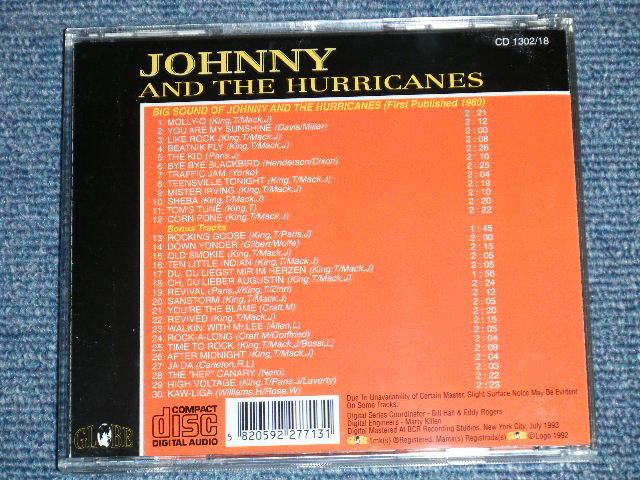 JOHNNY
AND THE HURRICANES
CD 1302/18
BIG SOUND OF JOHNNY AND THE HURRICANES (First Published 1960)
1: MOLLY-O (King,T/Mack,J) 2 : 21
2: YOU ARE MY SUNSHINE (Davis/Miller) 2 : 12
3: LIKE ROCK (King,T/Mack,J) 2 : 00
4: BEATNIK FLY (King,T/Mack,J) 2 : 08
5: THE KID (Paris,J) 2 : 26
6: BYE BYE BLACKBIRD (Henderson/Dixon) 2 : 10
7: TRAFFIC JAM (Yorko) 2 : 25
8: TEENSVILLE TONIGHT (King,T/Mack,J) 2 : 04
9: MISTER IRVING (King,T/Mack,J) 2 : 19
10: SHEBA (King,T/Mack,J) 2 : 10
11: TOM'S TUNE (King,T) 2 : 22
12: CORN PONE (King,T/Mack,J)
Bonus Tracks 1 : 45
13: ROCKING GOOSE (King,T/Paris,J) 2 : 00
14: DOWN YONDER (Gilbert/Wolfe) 2 : 15
15: OLD SMOKIE (King,T/Mack,J) 2 : 05
16: TEN LITTLE INDIAN (King,T/Mack,J) 2 : 05
17: DU, DU LIEGST MIR IM HERZEN (King,T/Mack,J) 1 : 56
18: OH, DU LIEBER AUGUSTIN (King,T/Mack,J) 2 : 24
19: REVIVAL (Paris,J/King,T/Zinn) 2 : 12
20: SANSTORM (King,T/Mack,J) 2 : 05
21: YOU'RE THE BLAME (Craft,M) 2 : 20
22: REVIVED (King,T/Mack,J) 2 : 15
23: WALKIN' WITH Mr.LEE (Allen,L) 2 : 05
24: ROCK-A-LONG (Craft,M/Gottfried) 2 : 04
25: TIME TO ROCK (King,T/Mack,J/Bossi,L) 2 : 09
26: AFTER MIDNIGHT (King,T/Mack,J) 2 : 04
27: JA DA (Carleton,R.L) 2 : 03
28: THE "HEP" CANARY (Nero) 2 : 22
29: HIGH VOLTAGE (King,T/Paris,J/Laverty) 2 : 23
30: KAW-LIGA (Williams,H/Rose,W)
Due To Unavarability of Certain Master, Slight Surface Noice May Be Evident
On Some Tracks.
Digital Series Coordinator - Bill Hall & Eddy Rogers
Digital Engineers - Marty Killen
Digital Mastered At BCR Recording Studios, New York City, July 1993
tmk(s) ®Registered. Marca(s) Registrada(s) ©Logo 1992
GLOBE
COMPACT
disc
DIGITAL AUDIO
5 820592 277131